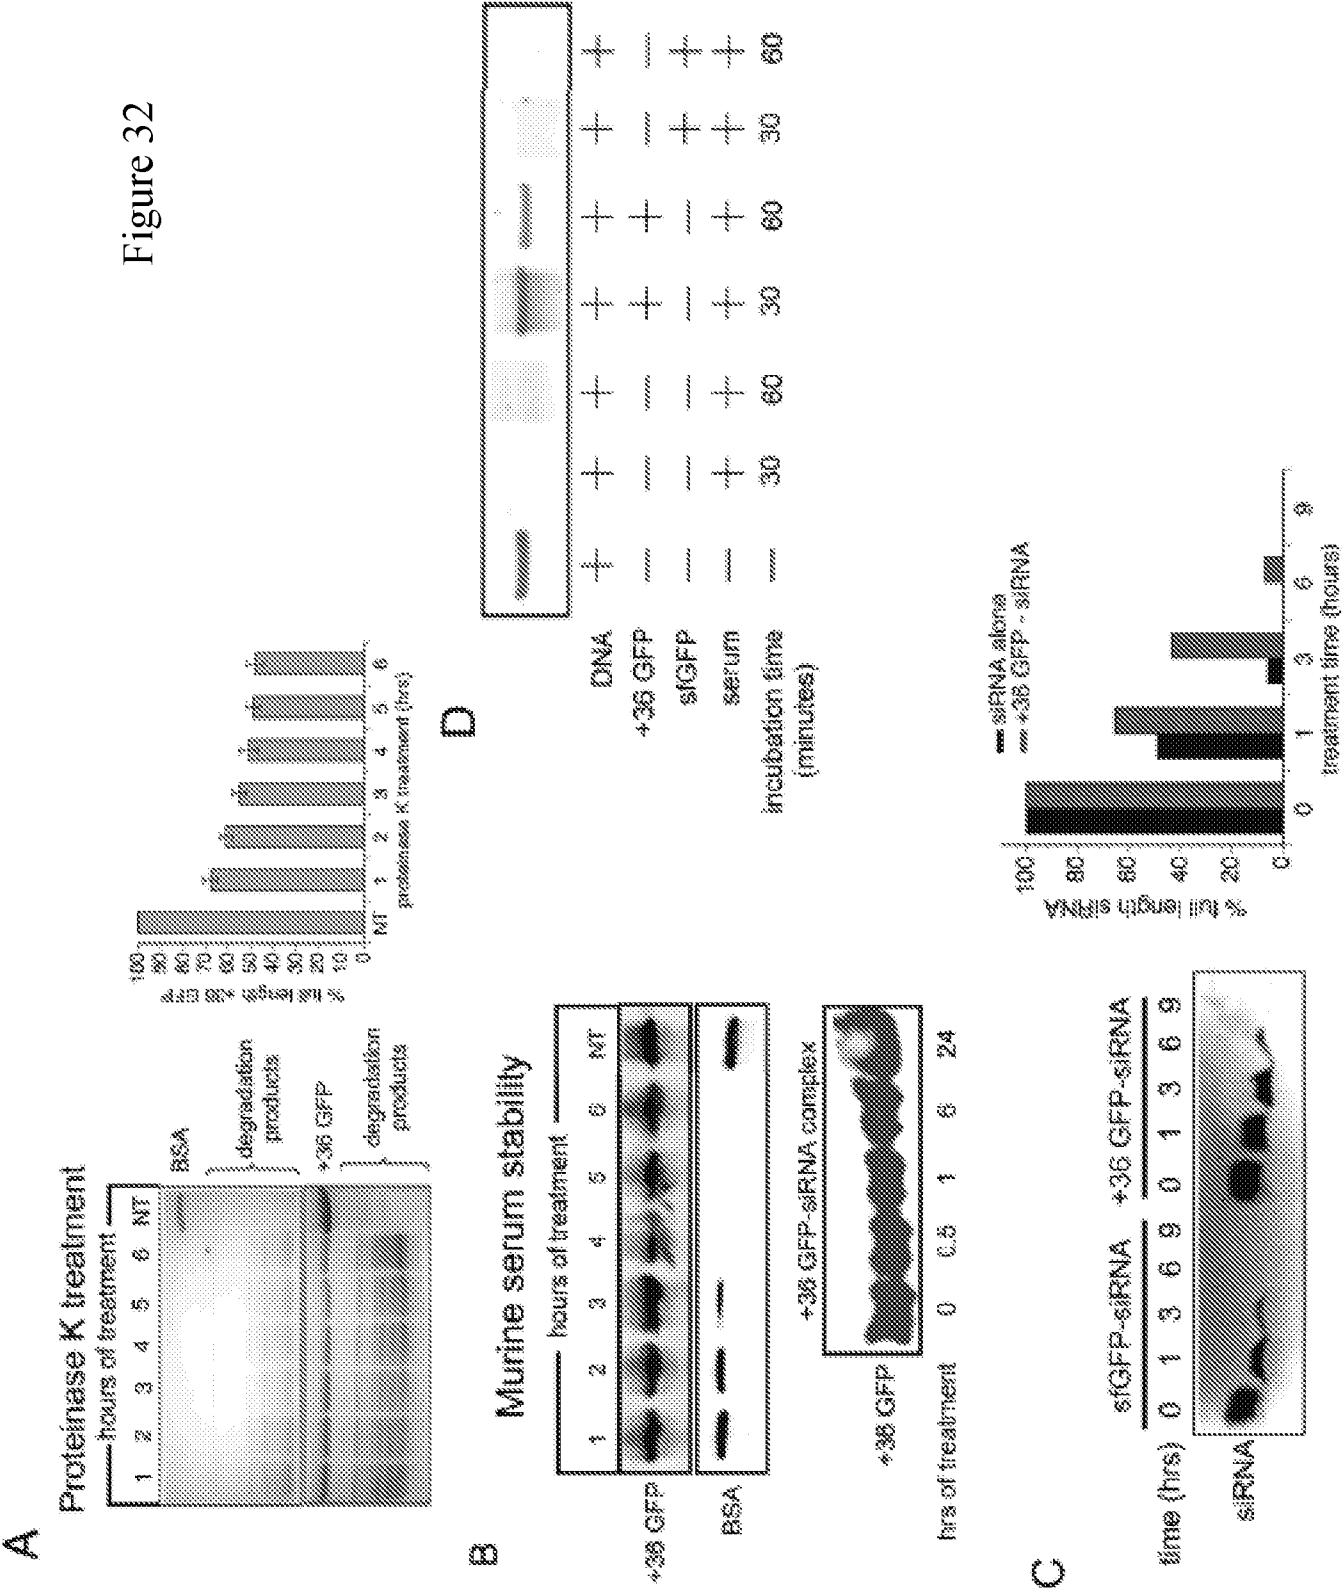 Figure 32
A
Proteinase K treatment
hours of treatment
1 2 3 4 5 6 NT
BSA
degradation
products
+36 GFP
degradation
products
% full length +36 GFP
100
90
80
70
60
50
40
30
20
10
0
NT 1 2 3 4 5 6
proteinase K treatment (hrs)
B
Murine serum stability
hours of treatment
1 2 3 4 5 6 NT
+36 GFP
BSA
+36 GFP-siRNA complex
+36 GFP
hrs of treatment 0 0.5 1 6 24
C
sfGFP-siRNA +36 GFP-siRNA
time (hrs) 0 1 3 6 9 0 1 3 6 9
siRNA
siRNA alone
+36 GFP - siRNA
% full length siRNA
100
80
60
40
20
0
0 1 3 6 9
treatment time (hours)
D
DNA + + + + + + +
+36 GFP − − − + + − −
sfGFP − − − − − + +
serum − + + + + + +
incubation time − 30 60 30 60 30 60
(minutes)